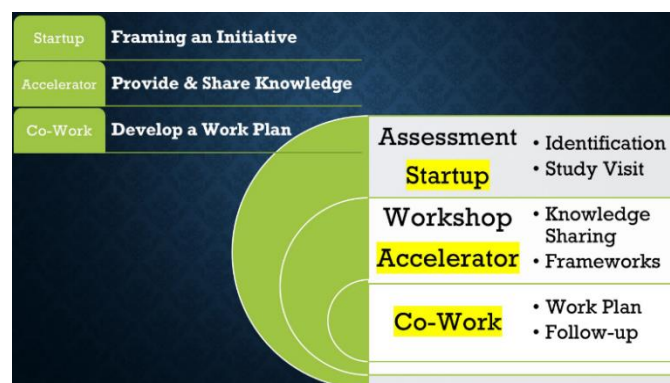 Startup Framing an Initiative
Accelerator Provide & Share Knowledge
Co-Work Develop a Work Plan
Assessment
Startup
• Identification
• Study Visit
Workshop
Accelerator
• Knowledge
Sharing
• Frameworks
Co-Work
• Work Plan
• Follow-up